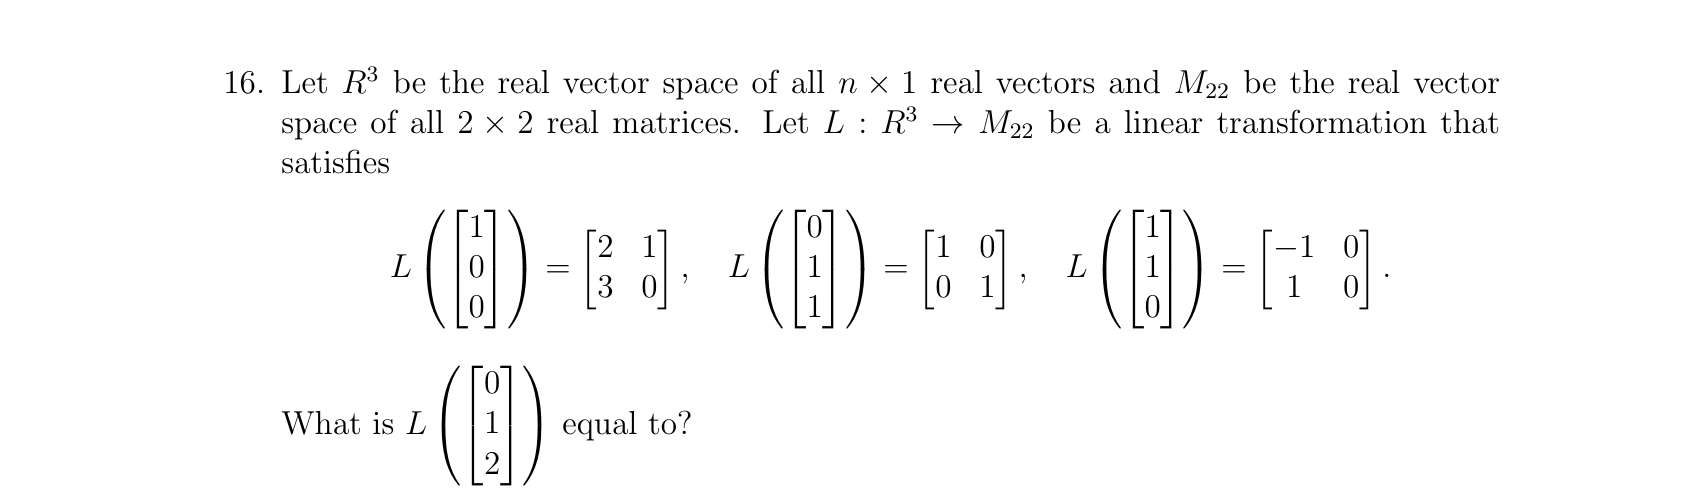 16. Let R³ be the real vector space of all n × 1 real vectors and M₂₂ be the real vector
space of all 2 × 2 real matrices. Let L : R³ → M₂₂ be a linear transformation that
satisfies
L([1 0 0]) = [2 1; 3 0], L([0 1 1]) = [1 0; 0 1], L([1 1 0]) = [−1 0; 1 0].
What is L([0 1 2]) equal to?